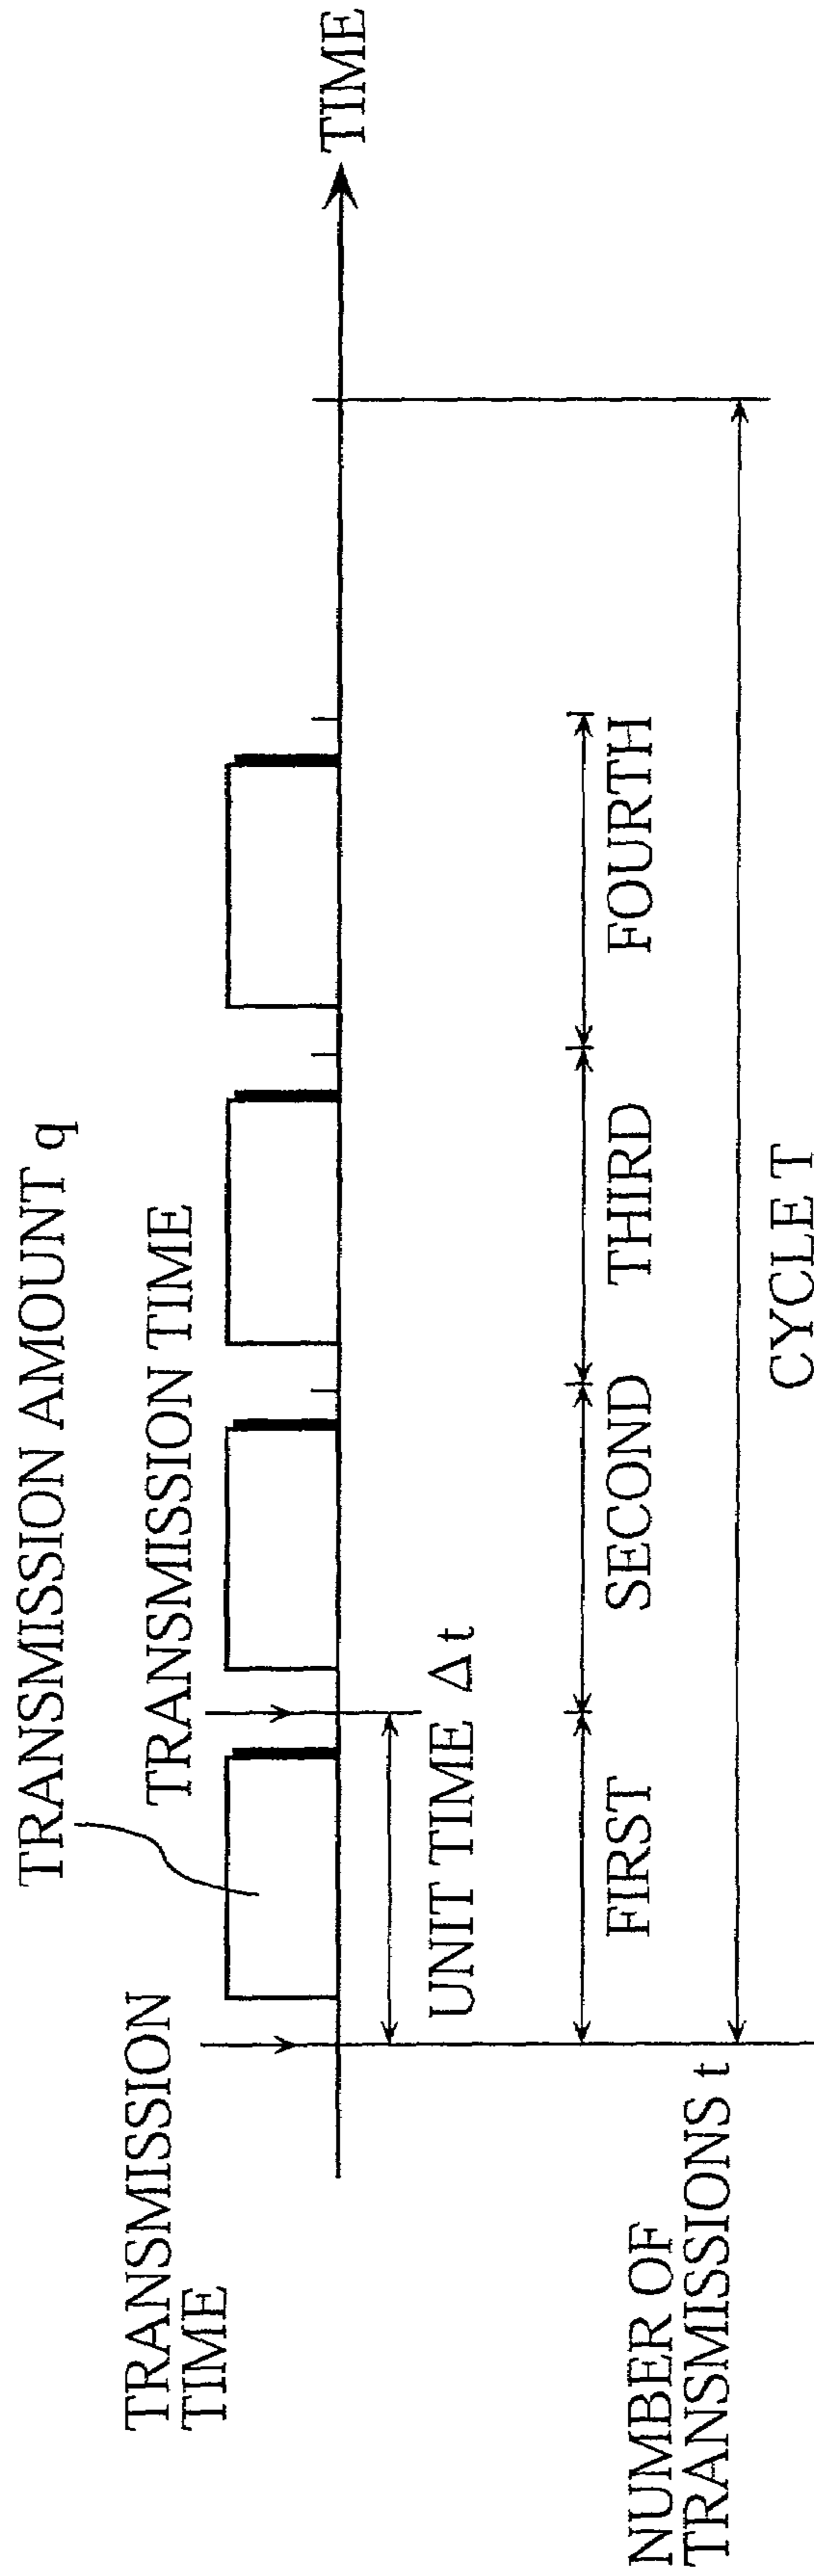 TRANSMISSION AMOUNT q
TRANSMISSION
TIME
TRANSMISSION TIME
TIME
UNIT TIME Δt
NUMBER OF
TRANSMISSIONS t
FIRST
SECOND
THIRD
FOURTH
CYCLE T